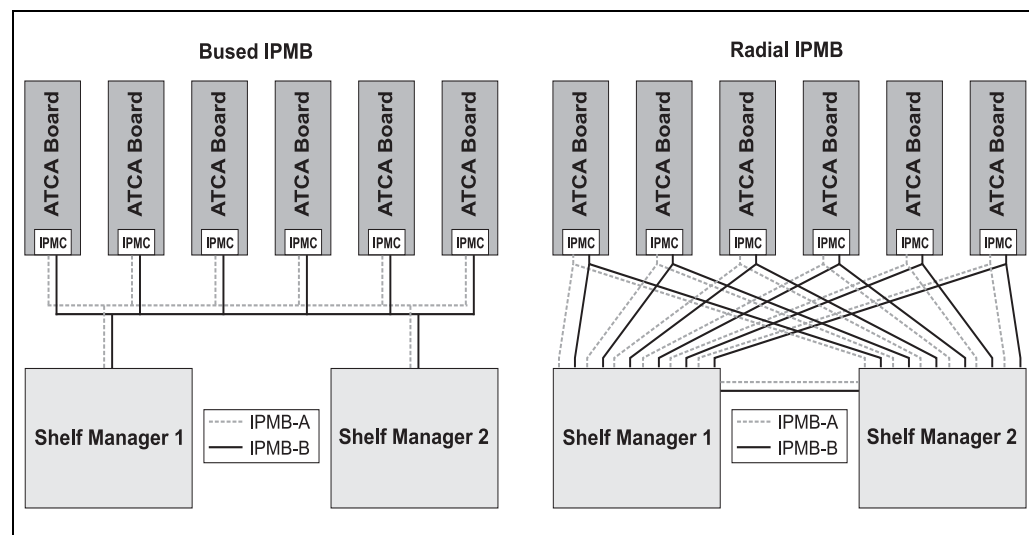 Bused IPMB
ATCA Board
ATCA Board
ATCA Board
ATCA Board
ATCA Board
ATCA Board
IPMC
IPMC
IPMC
IPMC
IPMC
IPMC
Shelf Manager 1
IPMB-A
IPMB-B
Shelf Manager 2
Radial IPMB
ATCA Board
ATCA Board
ATCA Board
ATCA Board
ATCA Board
ATCA Board
IPMC
IPMC
IPMC
IPMC
IPMC
IPMC
Shelf Manager 1
IPMB-A
IPMB-B
Shelf Manager 2